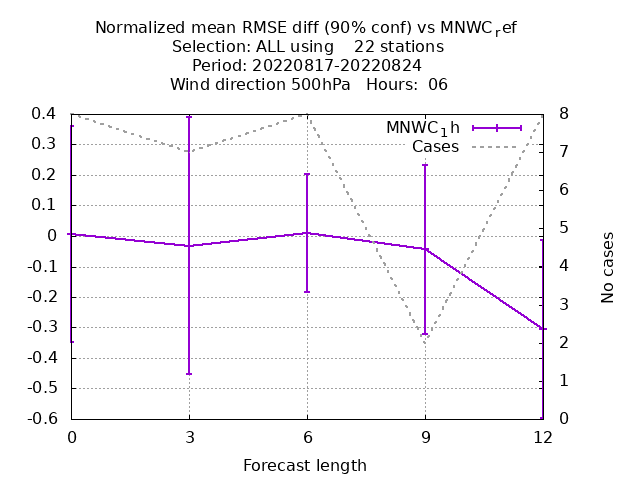 Normalized mean RMSE diff (90% conf) vs MNWCref
Selection: ALL using 22 stations
Period: 20220817-20220824
Wind direction 500hPa Hours: 06
MNWC1h
Cases
0.4
0.3
0.2
0.1
0
-0.1
-0.2
-0.3
-0.4
-0.5
-0.6
8
7
6
5
4
3
2
1
0
No cases
0 3 6 9 12
Forecast length